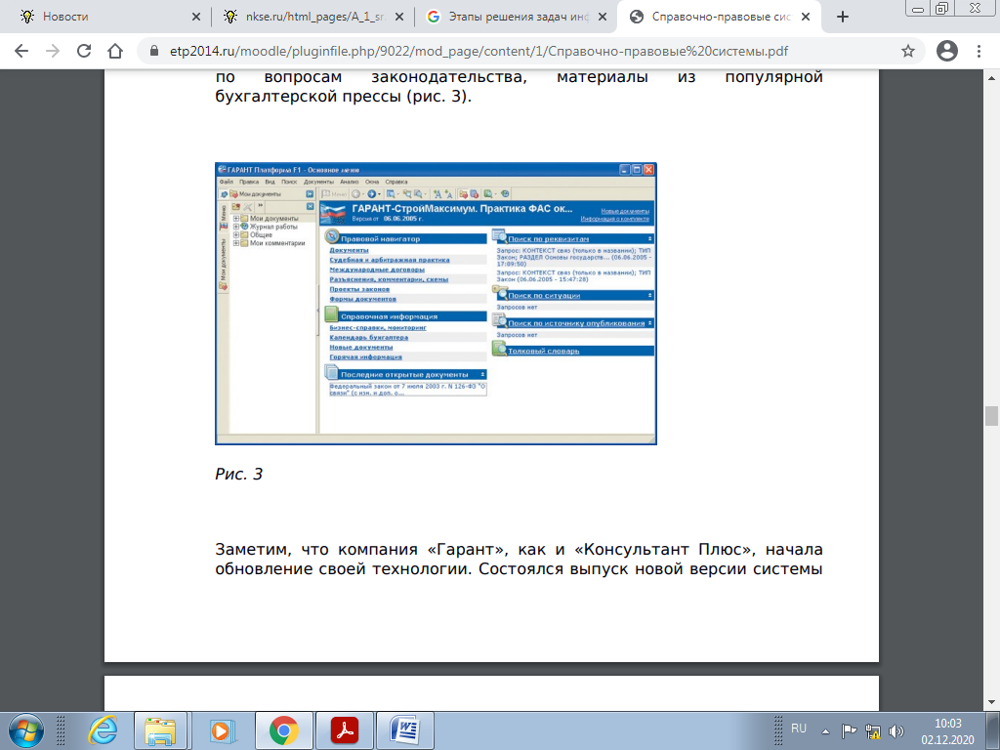 Новости
nkse.ru/html_pages/A_1_sr
Этапы решения задач инф
Справочно-правовые сис
etp2014.ru/moodle/pluginfile.php/9022/mod_page/content/1/Справочно-правовые%20системы.pdf
по вопросам законодательства, материалы из популярной
бухгалтерской прессы (рис. 3).
ГАРАНТ Платформа F1 - Основное меню
Файл Правка Вид Поиск Документы Анализ Окна Справка
Мои документы
Меню
Меню
Мои документы
Мои документы
Журнал работы
Общие
Мои комментарии
ГАРАНТ-СтройМаксимум. Практика ФАС ок...
Версия от 06.06.2005 г.
Новые документы
Информация о комплекте
Правовой навигатор
Документы
Судебная и арбитражная практика
Международные договоры
Разъяснения, комментарии, схемы
Проекты законов
Формы документов
Справочная информация
Бизнес-справки, мониторинг
Календарь бухгалтера
Новые документы
Горячая информация
Последние открытые документы
Федеральный закон от 7 июля 2003 г. N 126-ФЗ "О
связи" (с изм. и доп. о...
Поиск по реквизитам
Запрос: КОНТЕКСТ связ (только в названии); ТИП
Закон; РАЗДЕЛ Основы государств... (06.06.2005 -
17:09:50)
Запрос: КОНТЕКСТ связ (только в названии); ТИП
Закон (06.06.2005 - 15:47:28)
Поиск по ситуации
Запросов нет
Поиск по источнику опубликования
Запросов нет
Толковый словарь
Рис. 3
Заметим, что компания «Гарант», как и «Консультант Плюс», начала
обновление своей технологии. Состоялся выпуск новой версии системы
RU
10:03
02.12.2020